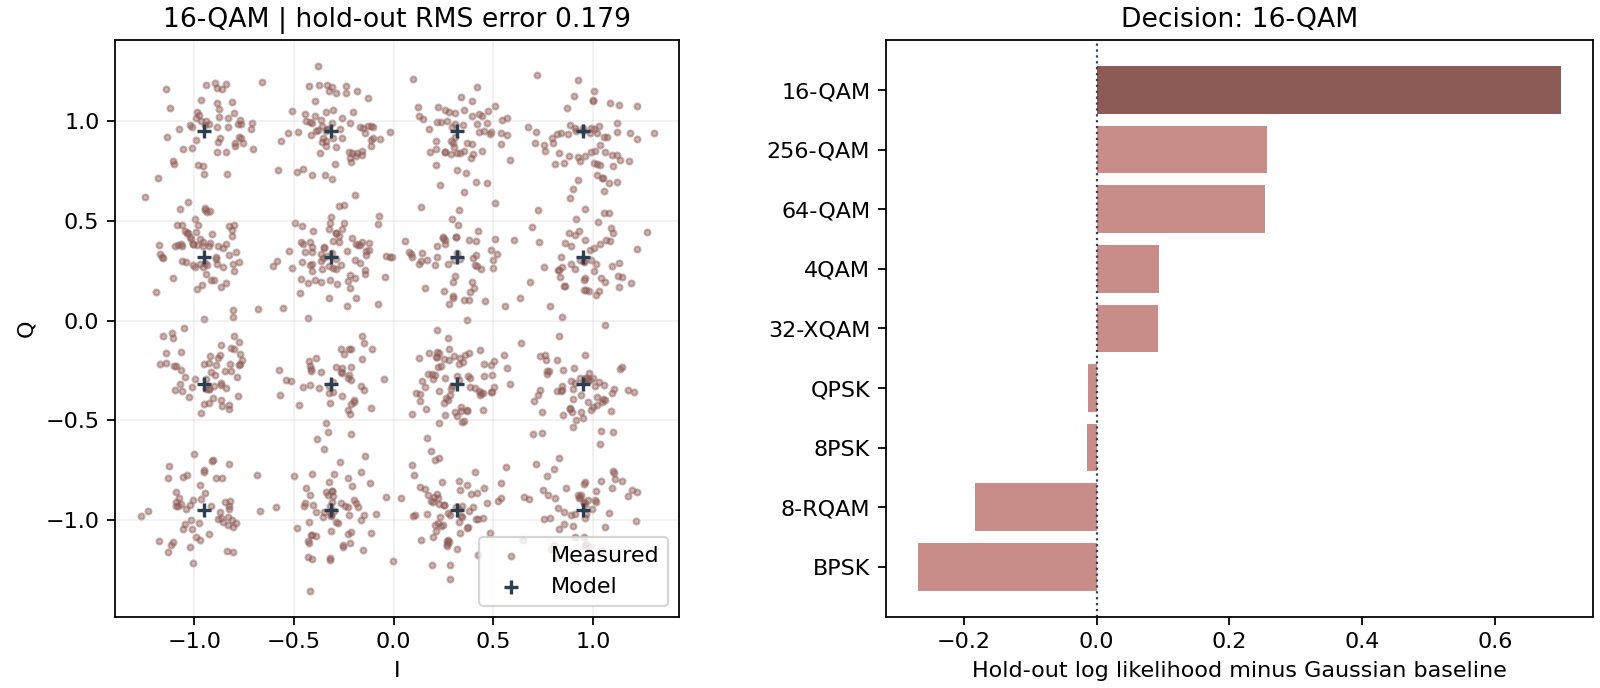 16-QAM | hold-out RMS error 0.179
1.0
0.5
0.0
−0.5
−1.0
Q
−1.0
−0.5
0.0
0.5
1.0
I
Measured
Model
Decision: 16-QAM
16-QAM
256-QAM
64-QAM
4QAM
32-XQAM
QPSK
8PSK
8-RQAM
BPSK
−0.2
0.0
0.2
0.4
0.6
Hold-out log likelihood minus Gaussian baseline